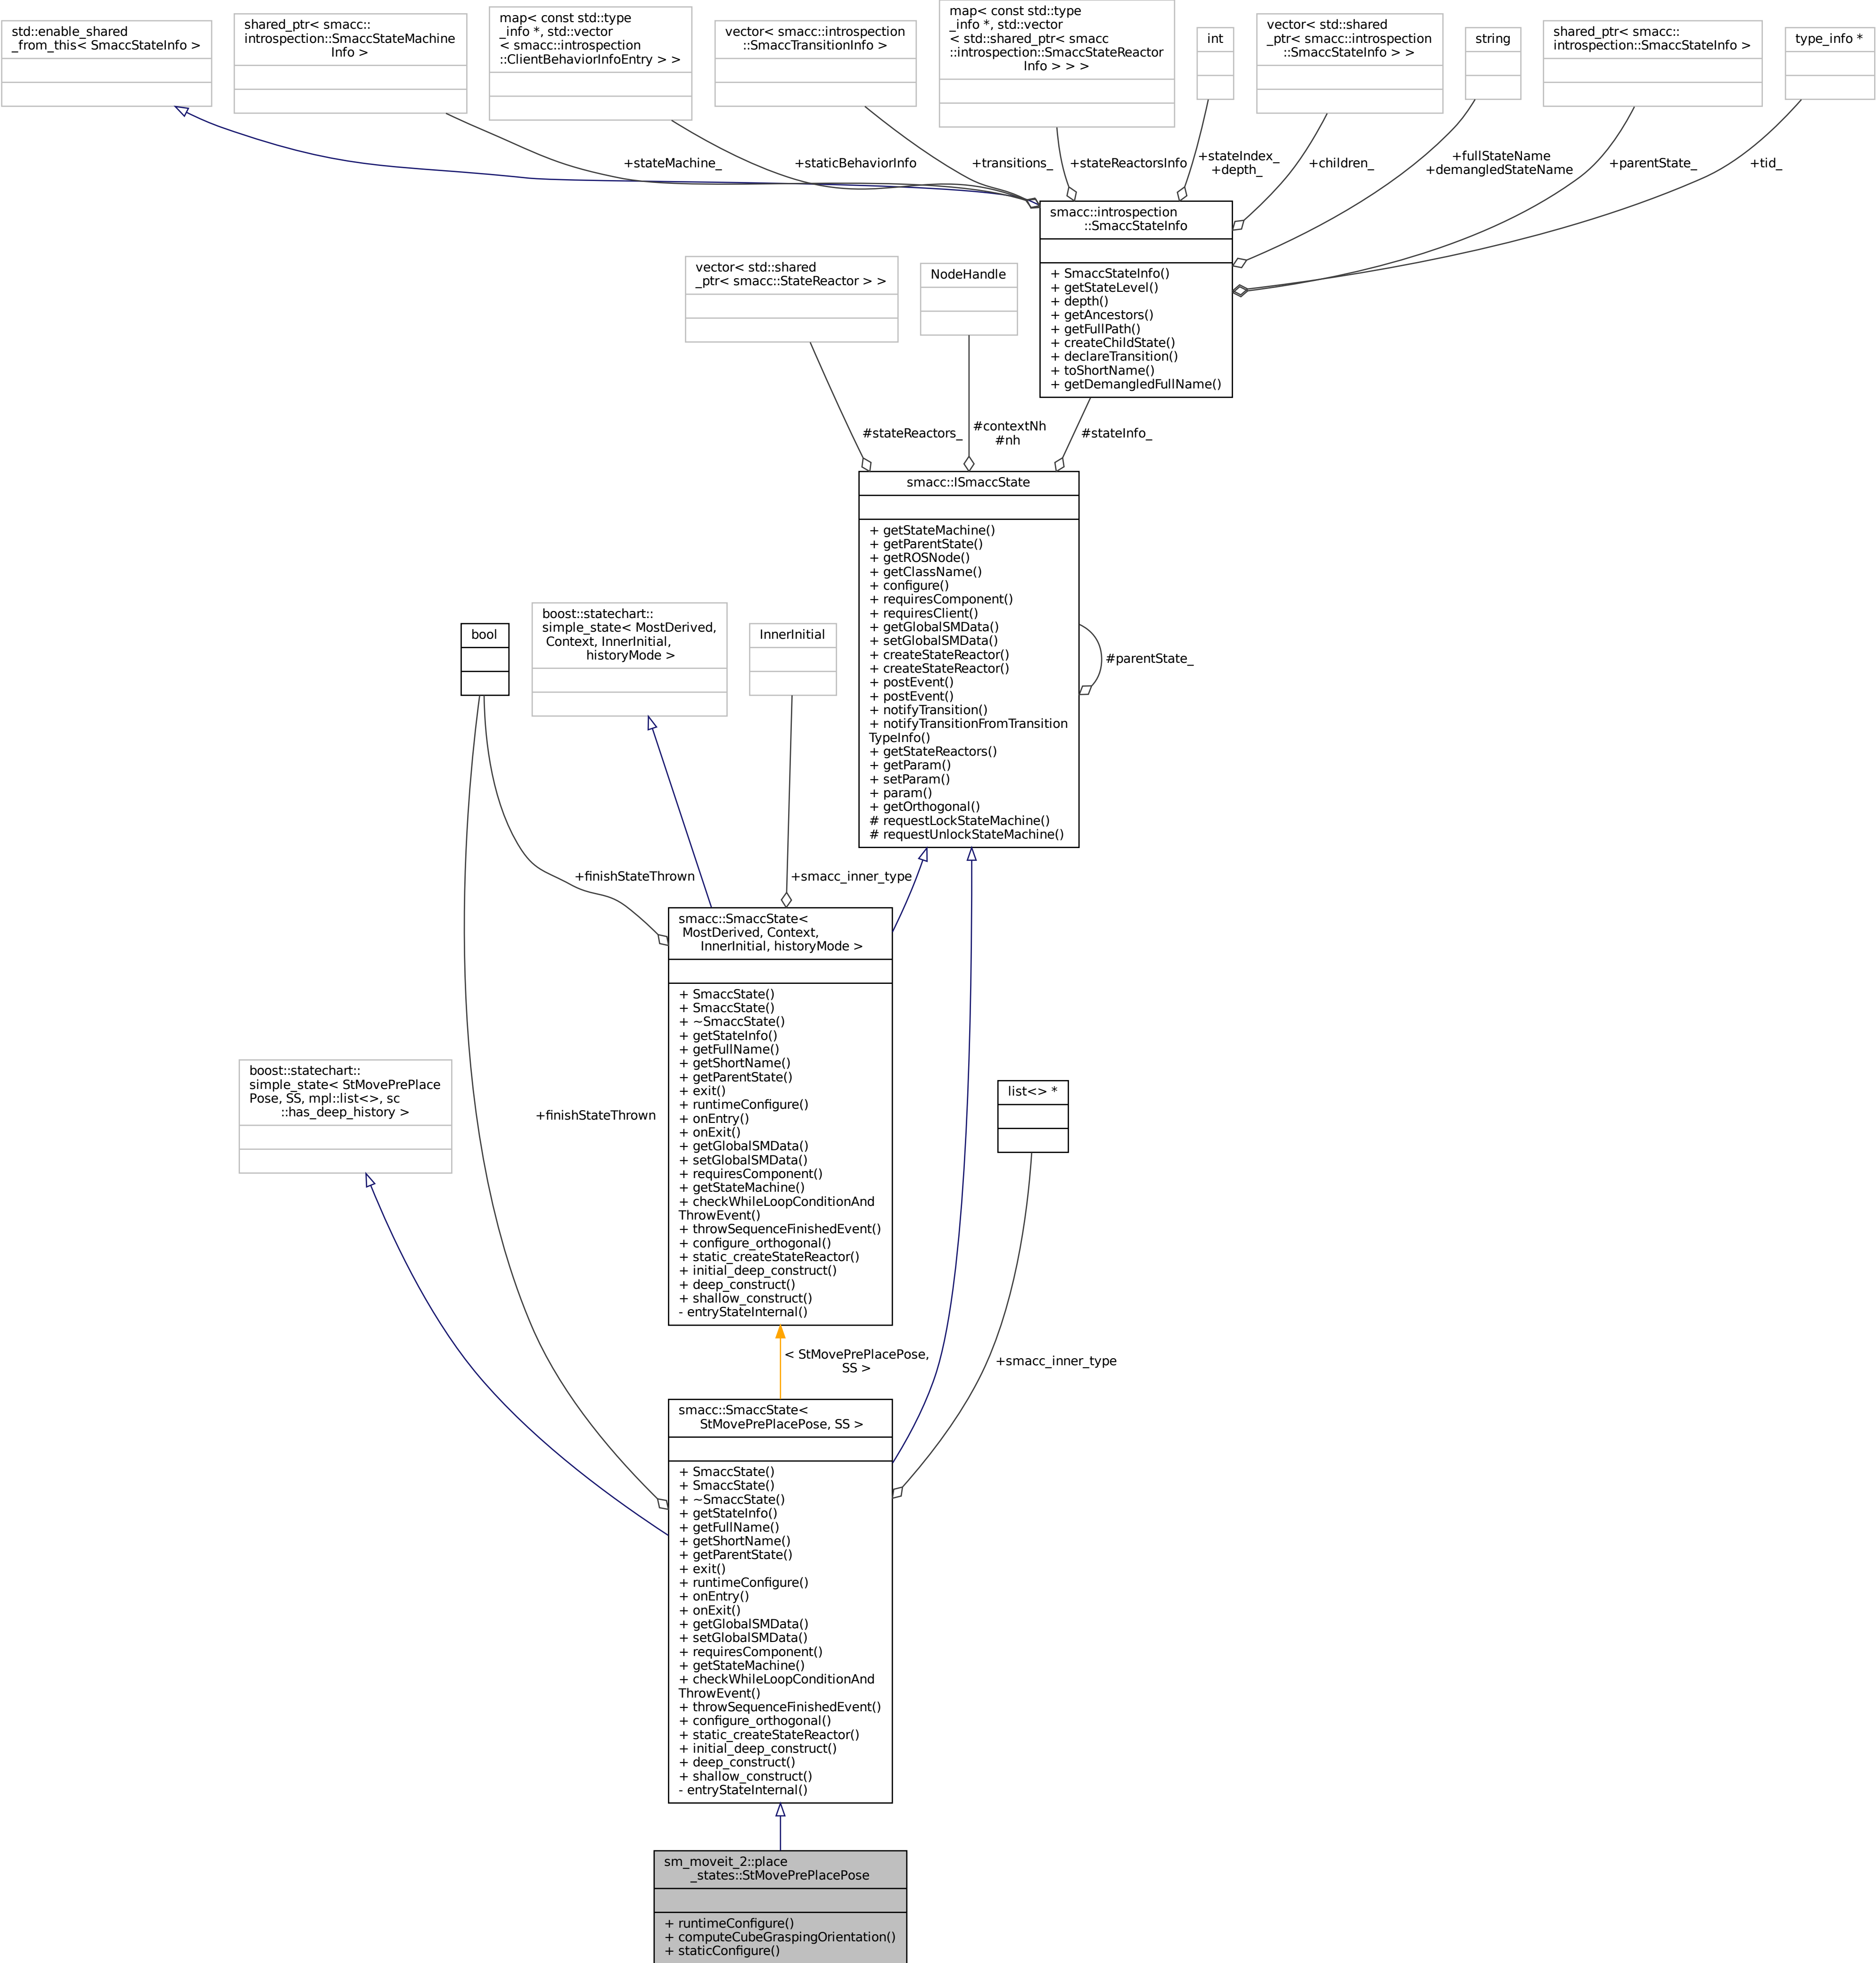 std::enable_shared
_from_this< SmaccStateInfo >
shared_ptr< smacc::
introspection::SmaccStateMachine
Info >
map< const std::type
_info *, std::vector
< smacc::introspection
::ClientBehaviorInfoEntry > >
vector< smacc::introspection
::SmaccTransitionInfo >
map< const std::type
_info *, std::vector
< std::shared_ptr< smacc
::introspection::SmaccStateReactor
Info > > >
int
vector< std::shared
_ptr< smacc::introspection
::SmaccStateInfo > >
string
shared_ptr< smacc::
introspection::SmaccStateInfo >
type_info *
+stateMachine_
+staticBehaviorInfo
+transitions_
+stateReactorsInfo
+stateIndex_
+depth_
+children_
+fullStateName
+demangledStateName
+parentState_
+tid_
smacc::introspection
::SmaccStateInfo
+ SmaccStateInfo()
+ getStateLevel()
+ depth()
+ getAncestors()
+ getFullPath()
+ createChildState()
+ declareTransition()
+ toShortName()
+ getDemangledFullName()
vector< std::shared
_ptr< smacc::StateReactor > >
NodeHandle
#stateReactors_
#contextNh
#nh
#stateInfo_
smacc::ISmaccState
+ getStateMachine()
+ getParentState()
+ getROSNode()
+ getClassName()
+ configure()
+ requiresComponent()
+ requiresClient()
+ getGlobalSMData()
+ setGlobalSMData()
+ createStateReactor()
+ createStateReactor()
+ postEvent()
+ postEvent()
+ notifyTransition()
+ notifyTransitionFromTransition
TypeInfo()
+ getStateReactors()
+ getParam()
+ setParam()
+ param()
+ getOrthogonal()
# requestLockStateMachine()
# requestUnlockStateMachine()
#parentState_
bool
boost::statechart::
simple_state< MostDerived,
Context, InnerInitial,
historyMode >
InnerInitial
+finishStateThrown
+smacc_inner_type
smacc::SmaccState<
MostDerived, Context,
InnerInitial, historyMode >
+ SmaccState()
+ SmaccState()
+ ~SmaccState()
+ getStateInfo()
+ getFullName()
+ getShortName()
+ getParentState()
+ exit()
+ runtimeConfigure()
+ onEntry()
+ onExit()
+ getGlobalSMData()
+ setGlobalSMData()
+ requiresComponent()
+ getStateMachine()
+ checkWhileLoopConditionAnd
ThrowEvent()
+ throwSequenceFinishedEvent()
+ configure_orthogonal()
+ static_createStateReactor()
+ initial_deep_construct()
+ deep_construct()
+ shallow_construct()
- entryStateInternal()
boost::statechart::
simple_state< StMovePrePlace
Pose, SS, mpl::list<>, sc
::has_deep_history >
+finishStateThrown
list<> *
< StMovePrePlacePose,
SS >
+smacc_inner_type
smacc::SmaccState<
StMovePrePlacePose, SS >
+ SmaccState()
+ SmaccState()
+ ~SmaccState()
+ getStateInfo()
+ getFullName()
+ getShortName()
+ getParentState()
+ exit()
+ runtimeConfigure()
+ onEntry()
+ onExit()
+ getGlobalSMData()
+ setGlobalSMData()
+ requiresComponent()
+ getStateMachine()
+ checkWhileLoopConditionAnd
ThrowEvent()
+ throwSequenceFinishedEvent()
+ configure_orthogonal()
+ static_createStateReactor()
+ initial_deep_construct()
+ deep_construct()
+ shallow_construct()
- entryStateInternal()
sm_moveit_2::place
_states::StMovePrePlacePose
+ runtimeConfigure()
+ computeCubeGraspingOrientation()
+ staticConfigure()